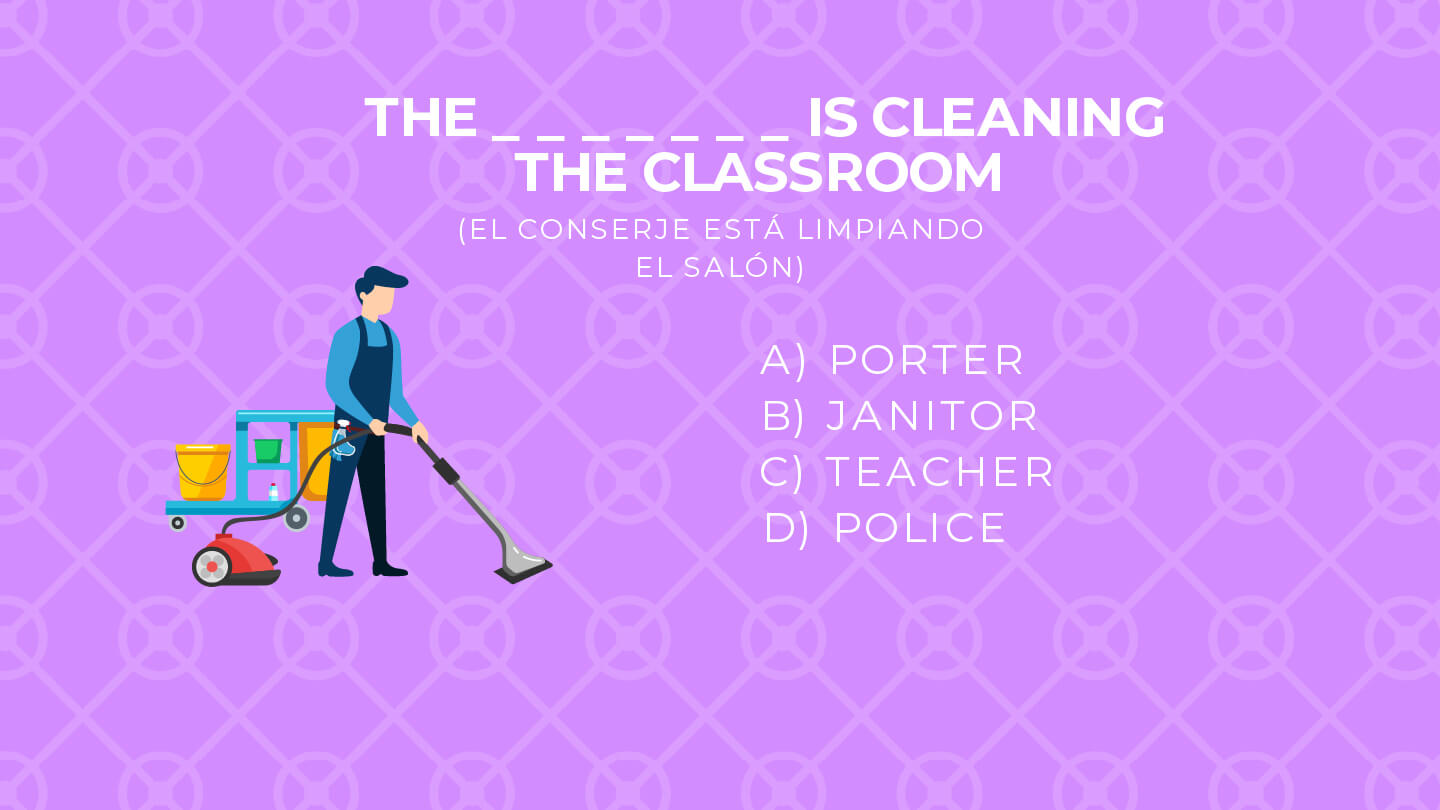 THE _ _ _ _ _ _ _ IS CLEANING
THE CLASSROOM
(EL CONSERJE ESTÁ LIMPIANDO
EL SALÓN)
A) PORTER
B) JANITOR
C) TEACHER
D) POLICE